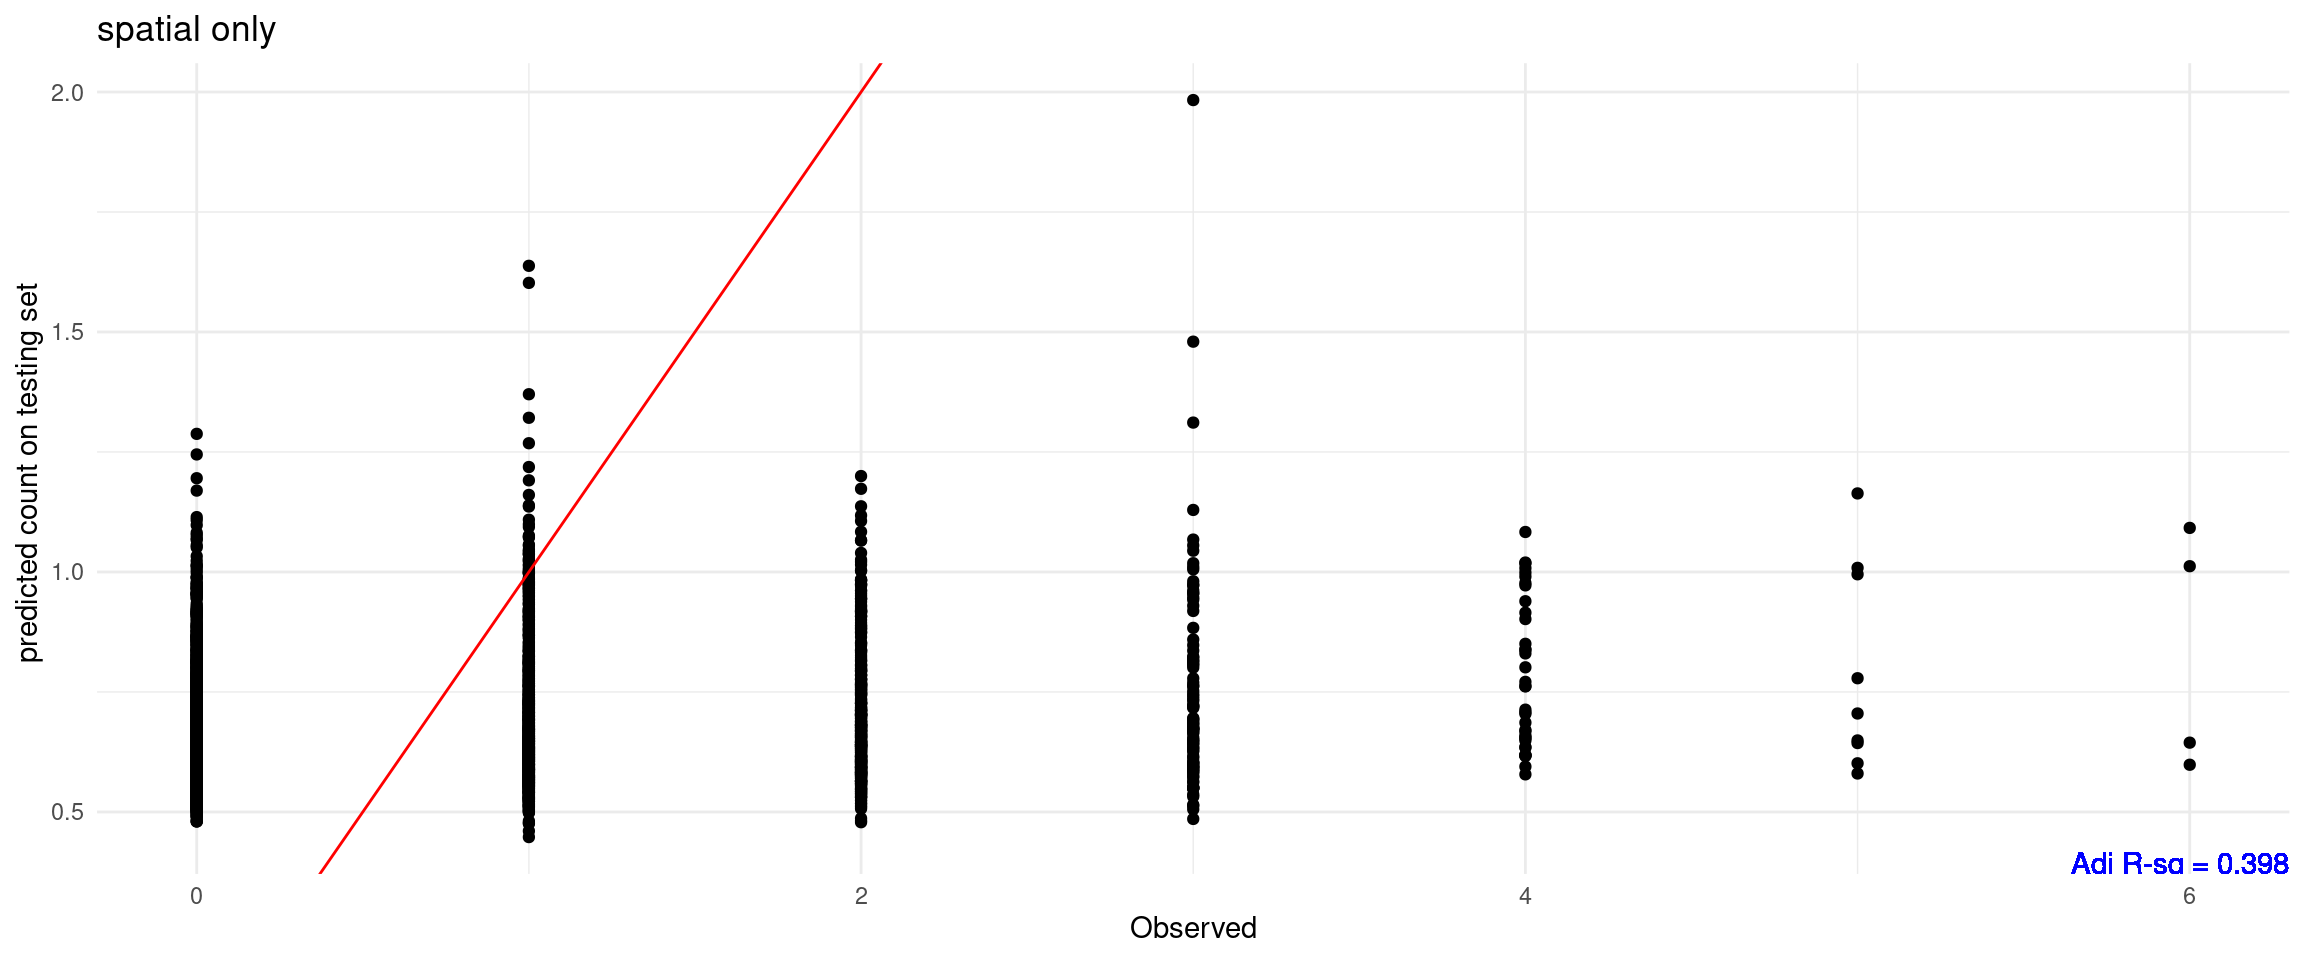 spatial only
predicted count on testing set
2.0
1.5
1.0
0.5
0 2 4 6
Observed
Adj R-sq = 0.398